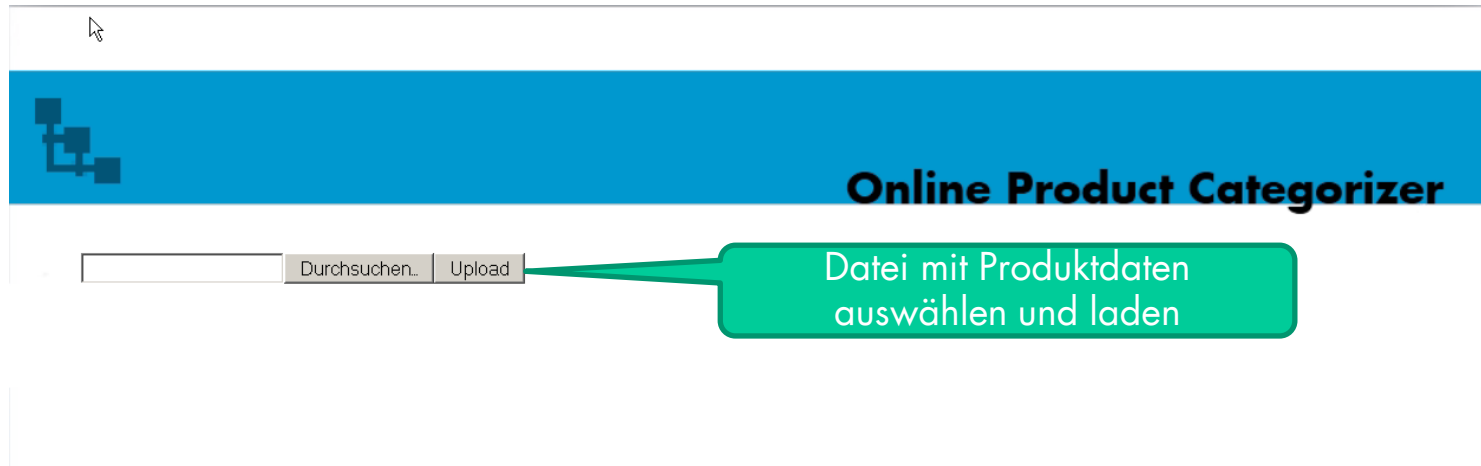 Online Product Categorizer
Durchsuchen... Upload
Datei mit Produktdaten
auswählen und laden